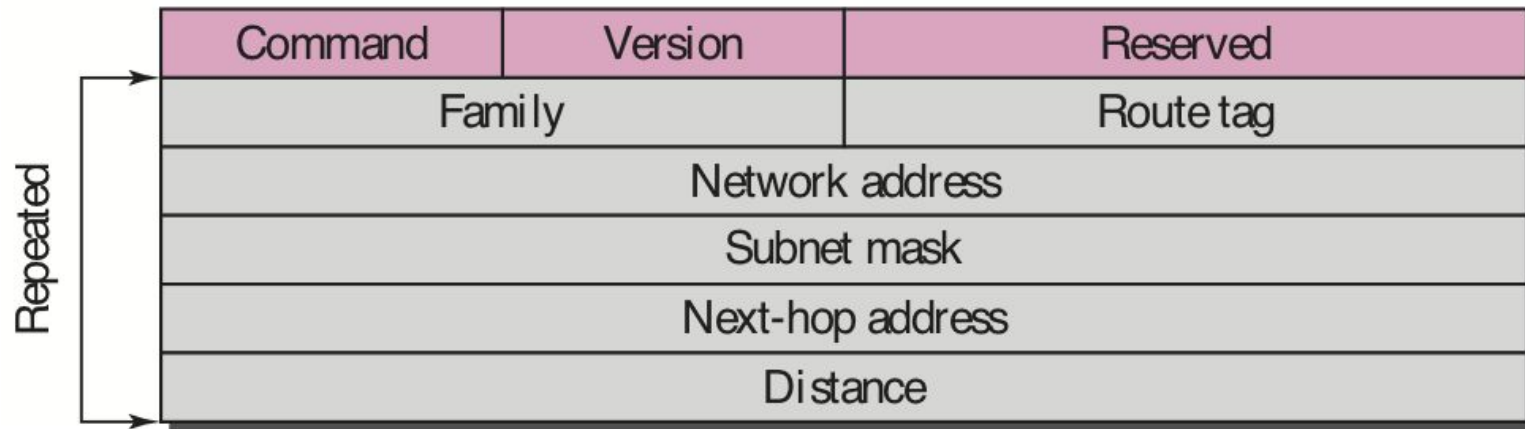 Command Version Reserved
Family Route tag
Network address
Subnet mask
Next-hop address
Distance
Repeated